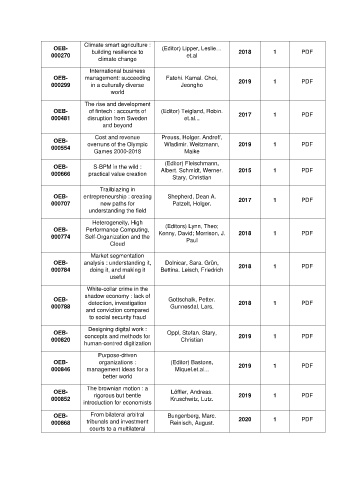 OEB-000270
Climate smart agriculture :
building resilience to
climate change
(Editor) Lipper, Leslie...
et.al
2018
1
PDF
OEB-000299
International business
management: succeeding
in a culturally diverse
world
Fatehi. Kamal. Choi,
Jeongho
2019
1
PDF
OEB-000481
The rise and development
of fintech : accounts of
disruption from Sweden
and beyond
(Editor) Teigland, Robin.
et.al...
2017
1
PDF
OEB-000554
Cost and revenue
overruns of the Olympic
Games 2000-2018
Preuss, Holger. Andreff,
Wladimir. Weitzmann,
Maike
2019
1
PDF
OEB-000666
S-BPM in the wild :
practical value creation
(Editor) Fleischmann,
Albert. Schmidt, Werner.
Stary, Christian
2015
1
PDF
OEB-000707
Trailblazing in
entrepreneurship : creating
new paths for
understanding the field
Shepherd, Dean A.
Patzelt, Holger.
2017
1
PDF
OEB-000774
Heterogeneity, High
Performance Computing,
Self-Organization and the
Cloud
(Editors) Lynn, Theo;
Kenny, David; Morrison, J.
Paul
2018
1
PDF
OEB-000784
Market segmentation
analysis : understanding it,
doing it, and making it
useful
Dolnicar, Sara. Grün,
Bettina. Leisch, Friedrich
2018
1
PDF
OEB-000788
White-collar crime in the
shadow economy : lack of
detection, investigation
and conviction compared
to social security fraud
Gottschalk, Petter.
Gunnesdal, Lars.
2018
1
PDF
OEB-000820
Designing digital work :
concepts and methods for
human-centred digitization
Oppl, Stefan. Stary,
Christian
2019
1
PDF
OEB-000846
Purpose-driven
organizations :
management ideas for a
better world
(Editor) Bastons,
Miquel.et.al...
2019
1
PDF
OEB-000852
The brownian motion : a
rigorous but gentle
introduction for economists
Löffler, Andreas.
Kruschwitz, Lutz.
2019
1
PDF
OEB-000868
From bilateral arbitral
tribunals and investment
courts to a multilateral
Bungenberg, Marc.
Reinisch, August.
2020
1
PDF